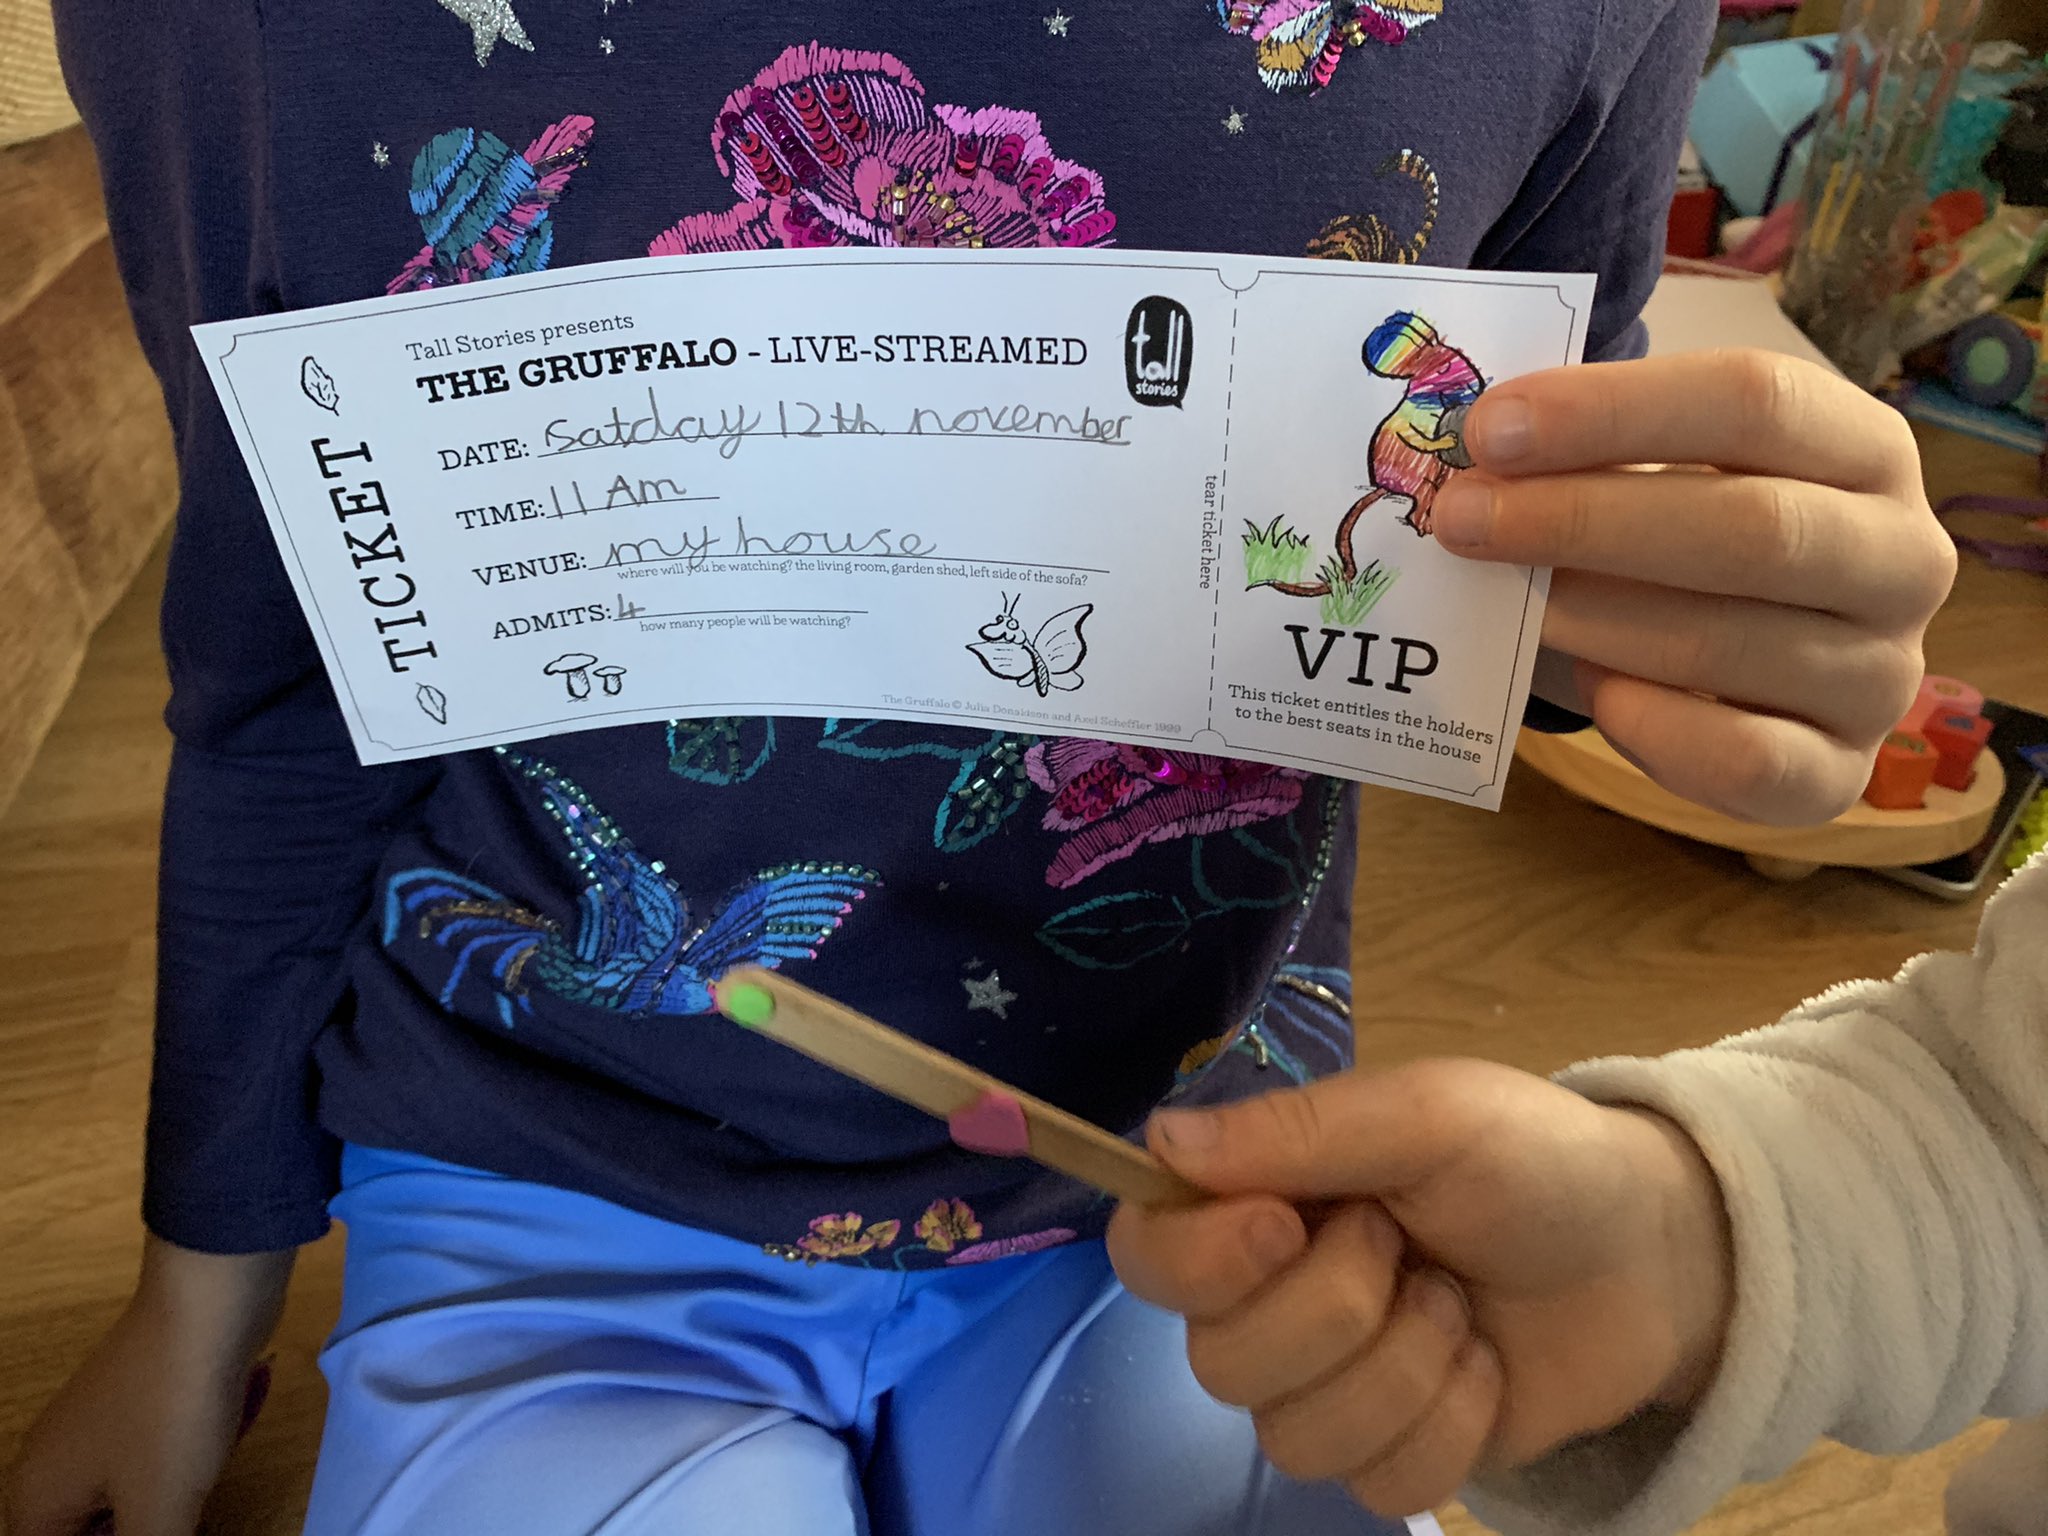 Tall Stories presents
THE GRUFFALO - LIVE-STREAMED
tall
stories
TICKET
DATE: Satday 12th november
TIME: 11 Am
VENUE: my house
where will you be watching? the living room, garden shed, left side of the sofa?
ADMITS: 4
how many people will be watching?
The Gruffalo © Julia Donaldson and Axel Scheffler 1999
tear ticket here
VIP
This ticket entitles the holders
to the best seats in the house